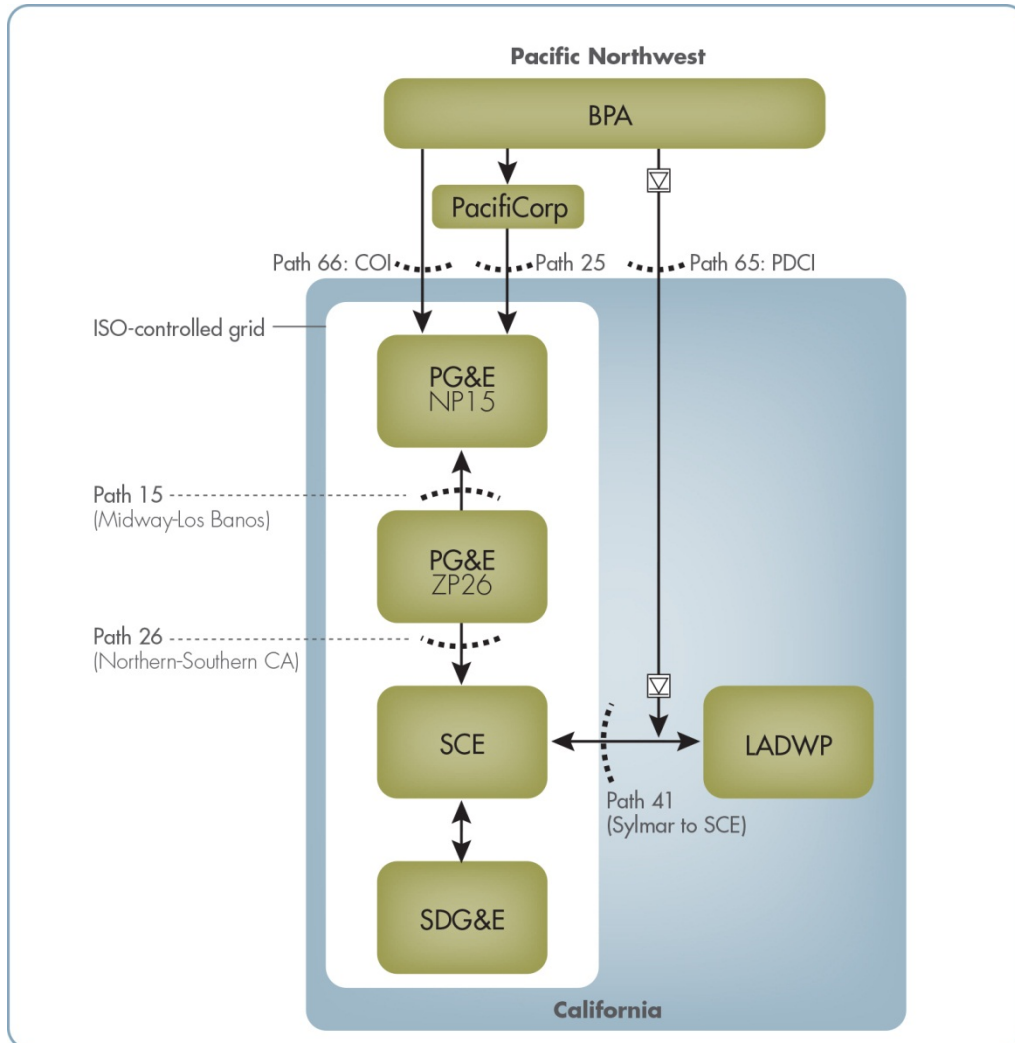 Pacific Northwest
BPA
PacifiCorp
Path 66: COI
Path 25
Path 65: PDCI
ISO-controlled grid
PG&E
NP15
Path 15
(Midway-Los Banos)
PG&E
ZP26
Path 26
(Northern-Southern CA)
SCE
LADWP
Path 41
(Sylmar to SCE)
SDG&E
California